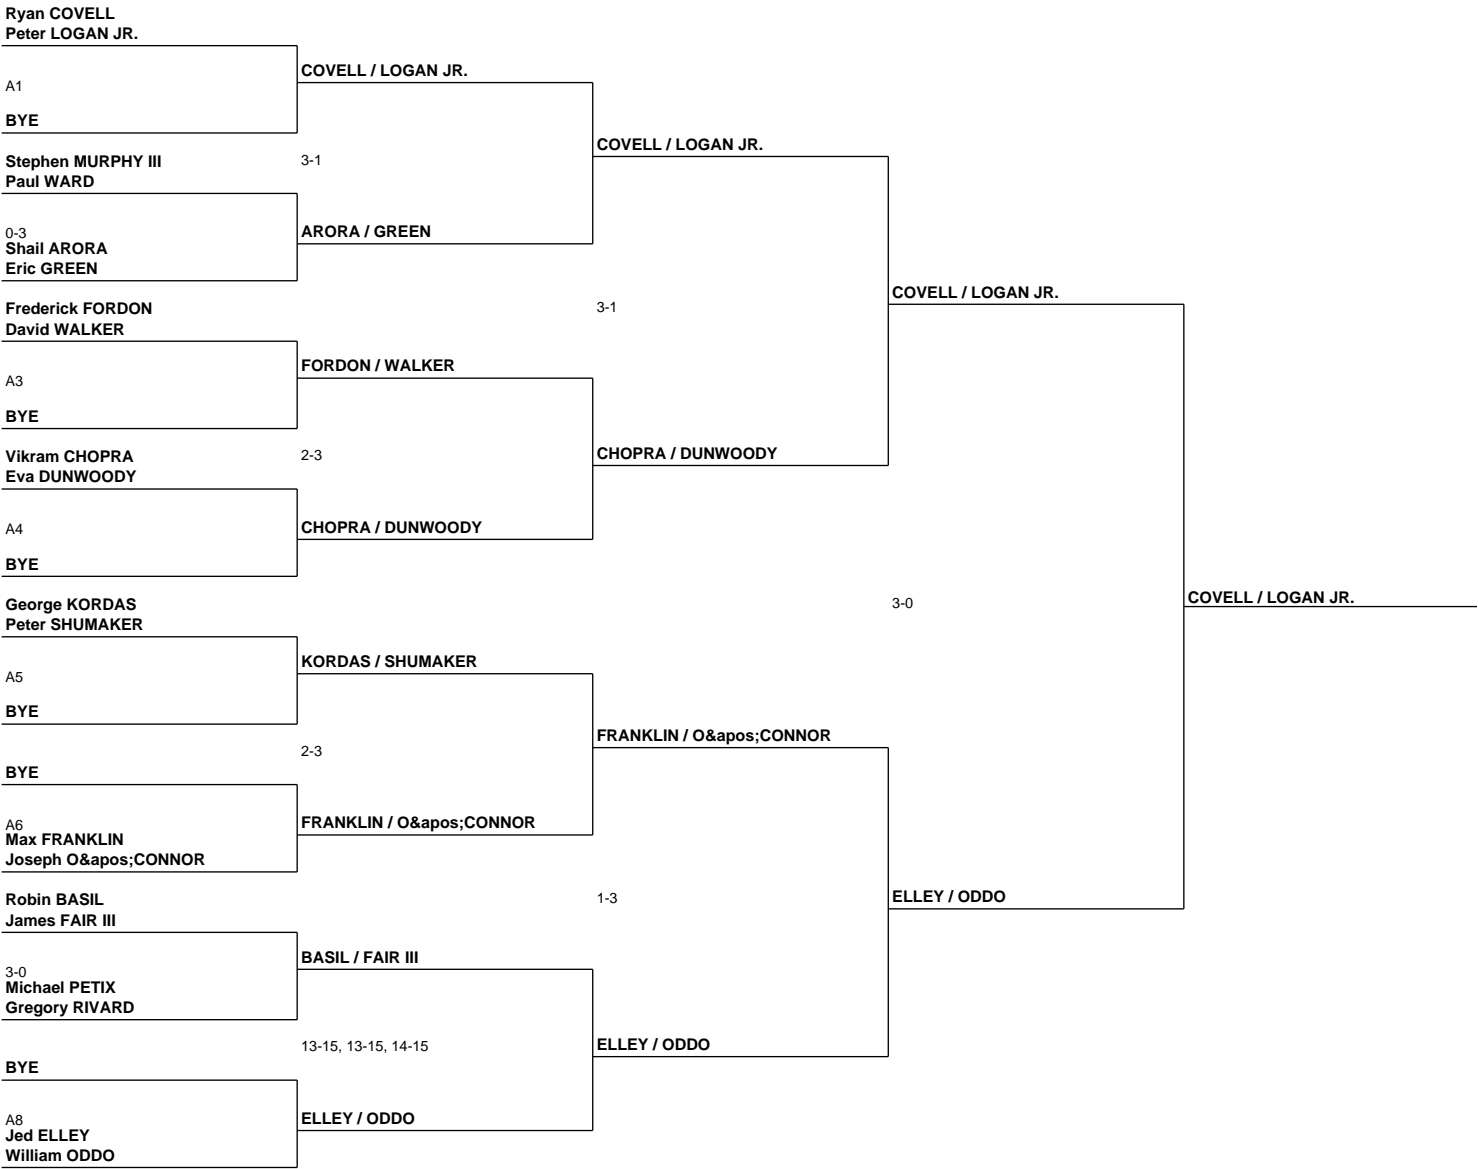 Ryan COVELL
Peter LOGAN JR.
COVELL / LOGAN JR.
A1
BYE
COVELL / LOGAN JR.
Stephen MURPHY III
Paul WARD
3-1
0-3
Shail ARORA
Eric GREEN
ARORA / GREEN
COVELL / LOGAN JR.
Frederick FORDON
David WALKER
3-1
FORDON / WALKER
A3
BYE
Vikram CHOPRA
Eva DUNWOODY
2-3
CHOPRA / DUNWOODY
A4
CHOPRA / DUNWOODY
BYE
George KORDAS
Peter SHUMAKER
3-0
COVELL / LOGAN JR.
KORDAS / SHUMAKER
A5
BYE
FRANKLIN / O&apos;CONNOR
2-3
BYE
A6
Max FRANKLIN
Joseph O&apos;CONNOR
FRANKLIN / O&apos;CONNOR
Robin BASIL
James FAIR III
1-3
ELLEY / ODDO
BASIL / FAIR III
3-0
Michael PETIX
Gregory RIVARD
13-15, 13-15, 14-15
ELLEY / ODDO
BYE
A8
Jed ELLEY
William ODDO
ELLEY / ODDO